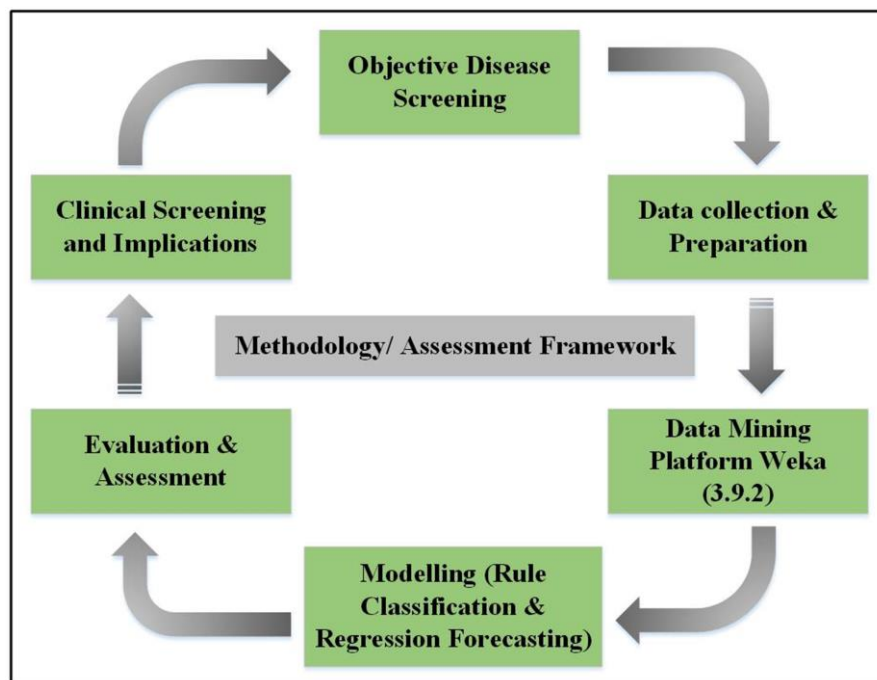 Objective Disease
Screening
Clinical Screening
and Implications
Data collection &
Preparation
Methodology/ Assessment Framework
Evaluation &
Assessment
Data Mining
Platform Weka
(3.9.2)
Modelling (Rule
Classification &
Regression Forecasting)